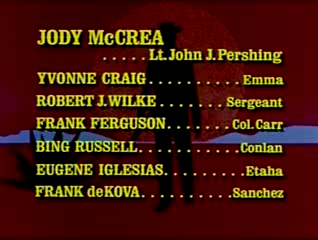 JODY McCREA
.....Lt. John J. Pershing
YVONNE CRAIG..........Emma
ROBERT J. WILKE.......Sergeant
FRANK FERGUSON.......Col. Carr
BING RUSSELL..........Conlan
EUGENE IGLESIAS........Etaha
FRANK deKOVA..........Sanchez